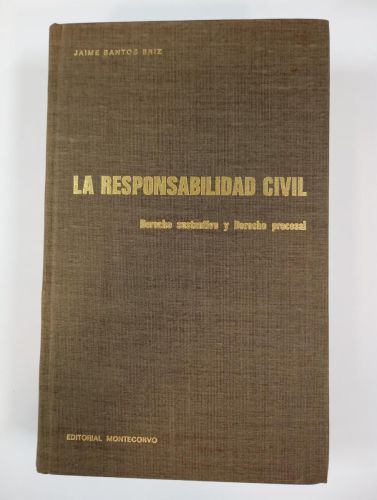 JAIME SANTOS BRIZ
LA RESPONSABILIDAD CIVIL
Derecho sustantivo y Derecho procesal
EDITORIAL MONTECORVO